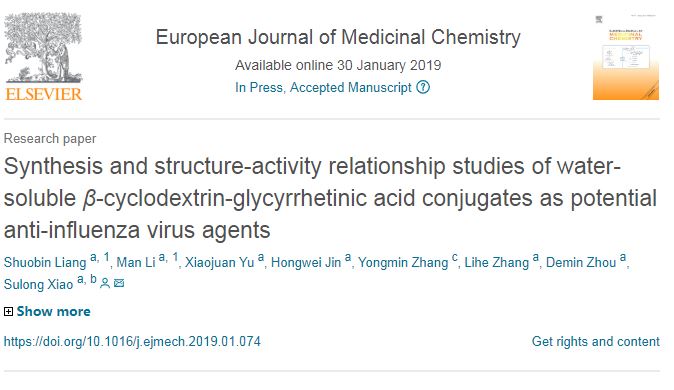 European Journal of Medicinal Chemistry
Available online 30 January 2019
In Press, Accepted Manuscript ?
ELSEVIER
Research paper
Synthesis and structure-activity relationship studies of water-
soluble β-cyclodextrin-glycyrrhetinic acid conjugates as potential
anti-influenza virus agents
Shuobin Liang a, 1, Man Li a, 1, Xiaojuan Yu a, Hongwei Jin a, Yongmin Zhang c, Lihe Zhang a, Demin Zhou a,
Sulong Xiao a, b
Show more
https://doi.org/10.1016/j.ejmech.2019.01.074 Get rights and content